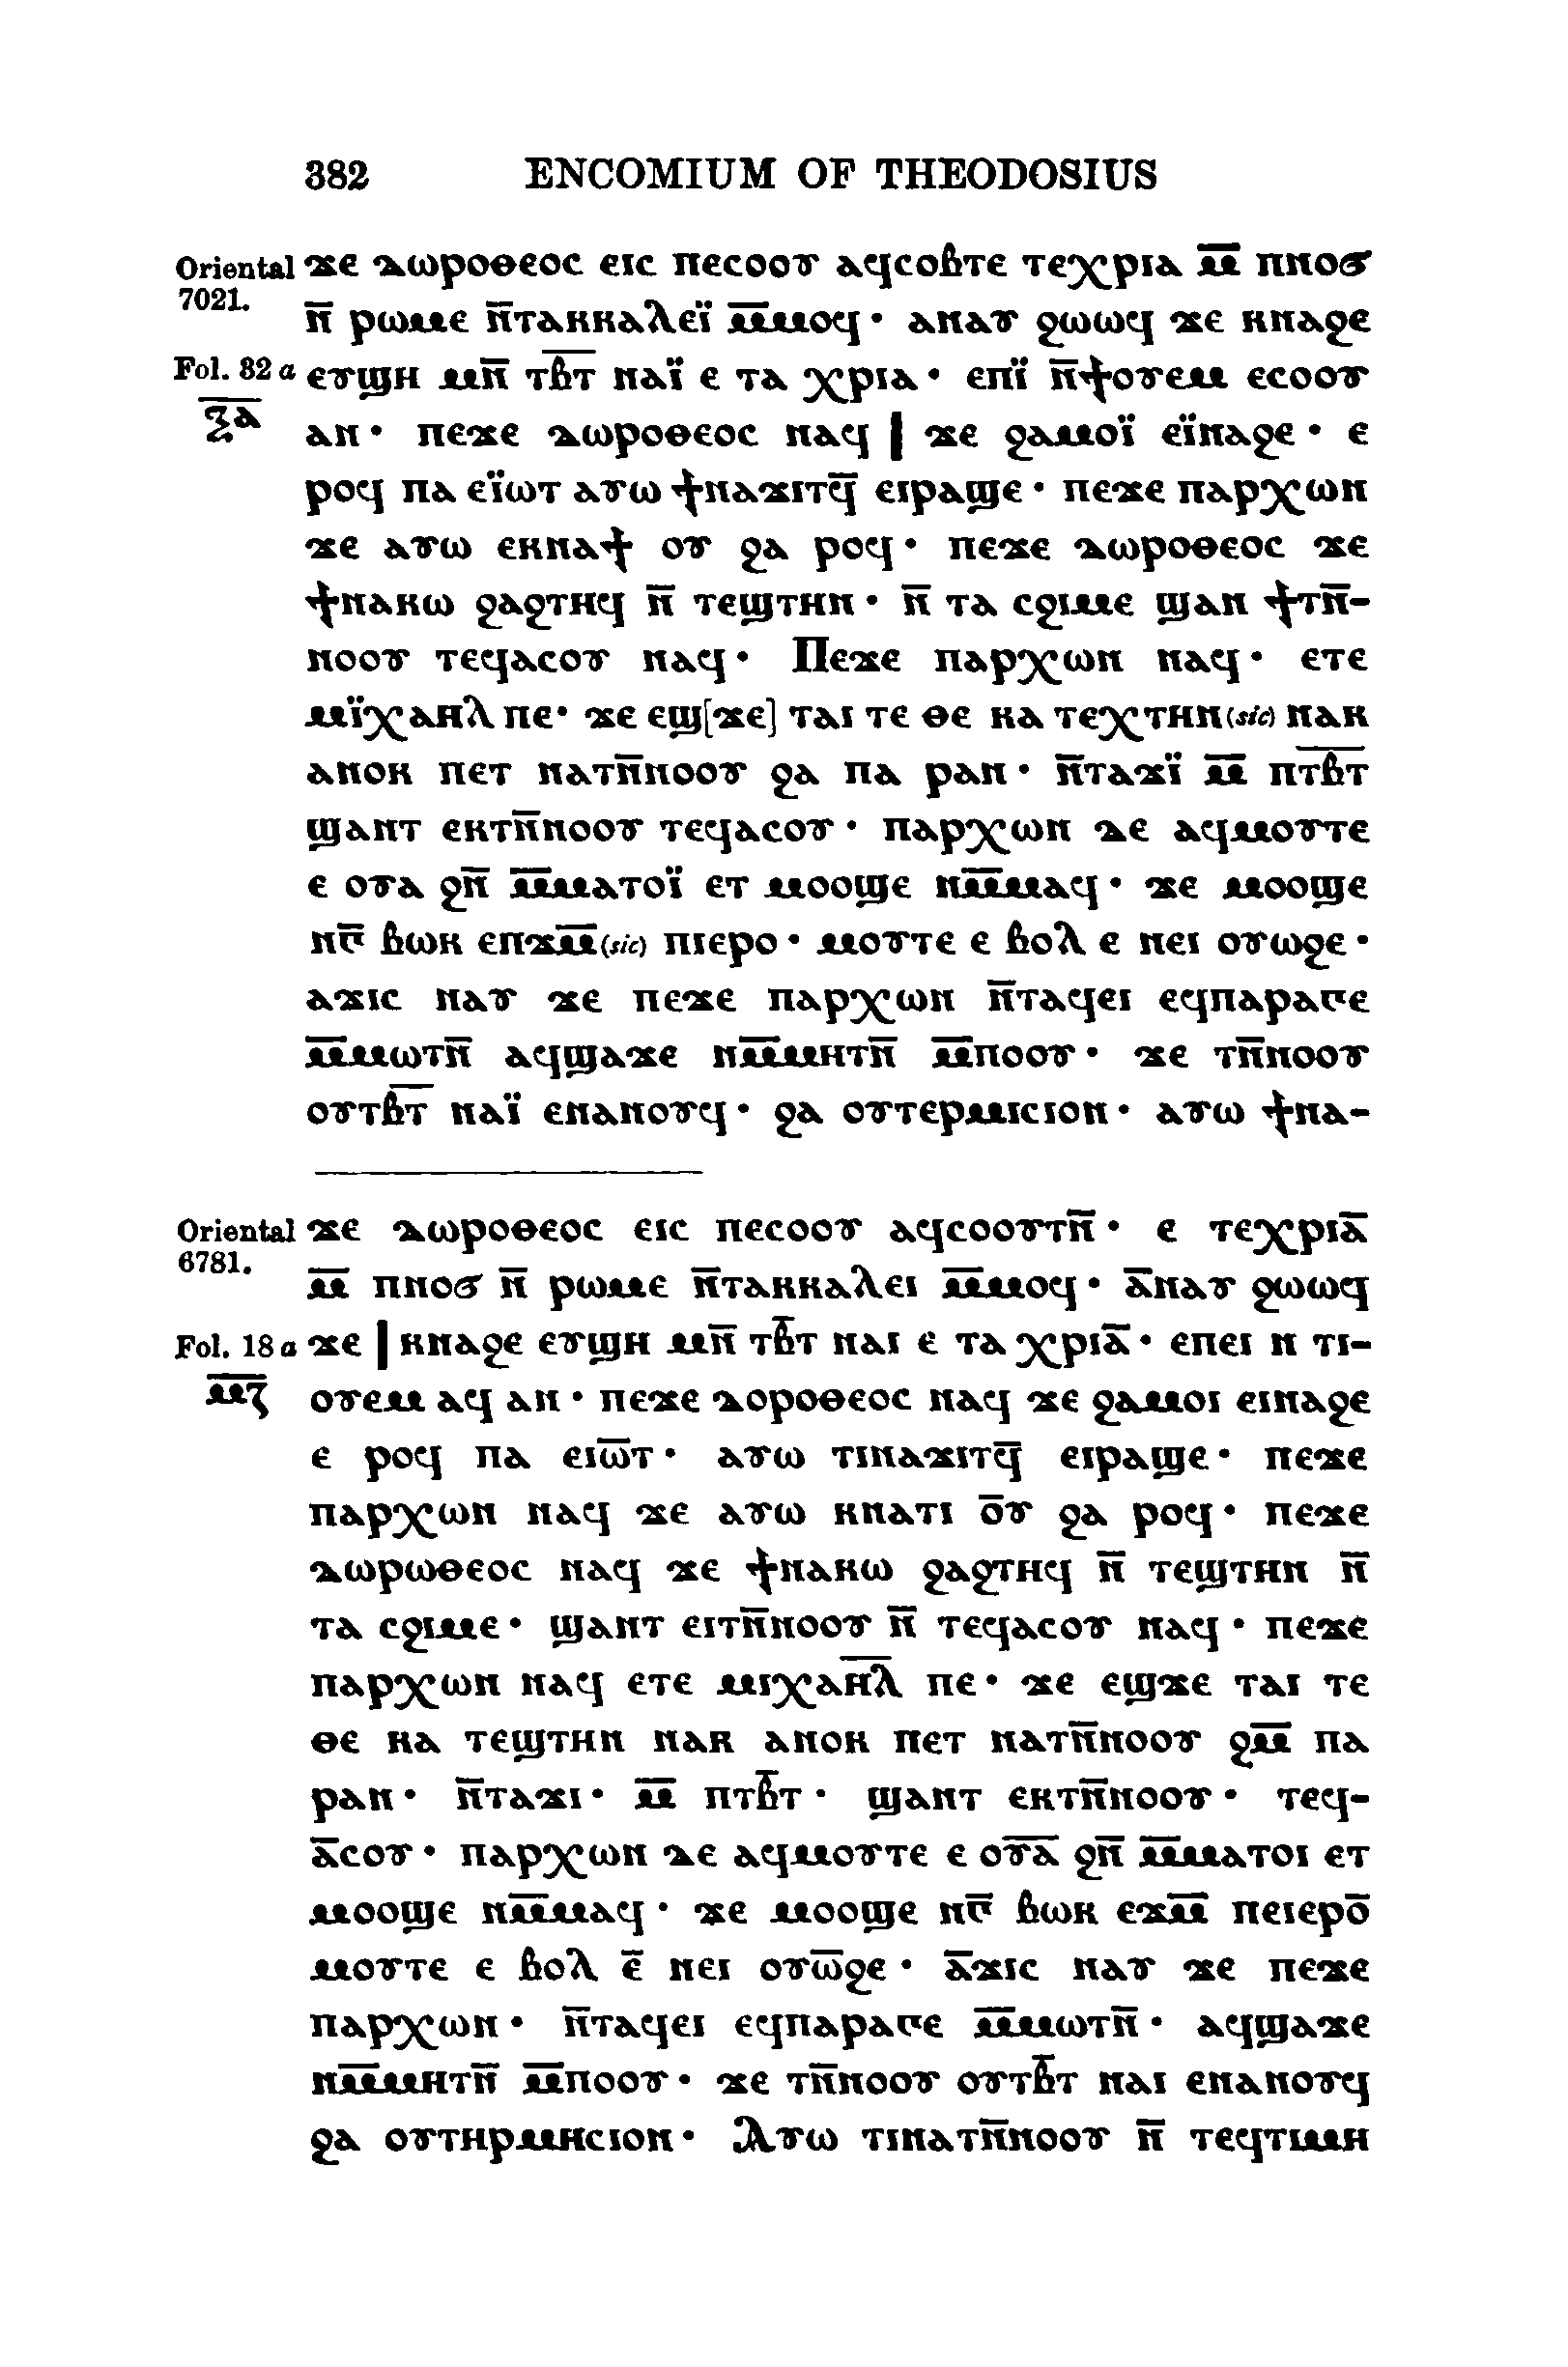 382 ENCOMIUM OF THEODOSIUS
Oriental ϫⲉ ⲇⲱⲣⲟⲑⲉⲟⲥ ⲉⲓⲥ ⲡⲉⲥⲟⲟⲩ ⲁϥⲥⲟⲃⲧⲉ ⲧⲉⲭⲣⲓⲁ ⲙ̅ ⲡⲛⲟϭ
7021. ⲛ̅ ⲣⲱⲙⲉ ⲛ̅ⲧⲁⲕⲕⲁⲗⲉⲓ̈ ⲙ̅ⲙⲟϥ· ⲁⲛⲁⲩ ϩⲱⲱϥ ϫⲉ ⲕⲛⲁϩⲉ
Fol. 82 a ⲉⲩϣⲏ ⲙⲛ̅ ⲧⲃ̅ⲧ̅ ⲛⲁⲓ̈ ⲉ ⲧⲁ ⲭⲣⲓⲁ· ⲉⲡⲓ̈ ⲛ̅ϯⲟⲩⲉⲙ ⲉⲥⲟⲟⲩ
ⲝ̅ⲁ̅ ⲁⲛ· ⲡⲉϫⲉ ⲇⲱⲣⲟⲑⲉⲟⲥ ⲛⲁϥ | ϫⲉ ϩⲁⲙⲟⲓ̈ ⲉⲓ̈ⲛⲁϩⲉ· ⲉ
ⲣⲟϥ ⲡⲁ ⲉⲓ̈ⲱⲧ ⲁⲩⲱ ϯⲛⲁϫⲓⲧϥ̅ ⲉⲓⲣⲁϣⲉ· ⲡⲉϫⲉ ⲡⲁⲣⲭⲱⲛ
ϫⲉ ⲁⲩⲱ ⲉⲕⲛⲁϯ ⲟⲩ ϩⲁ ⲣⲟϥ· ⲡⲉϫⲉ ⲇⲱⲣⲟⲑⲉⲟⲥ ϫⲉ
ϯⲛⲁⲕⲱ ϩⲁϩⲧⲏϥ ⲛ̅ ⲧⲉϣⲧⲏⲛ· ⲛ̅ ⲧⲁ ⲥϩⲓⲙⲉ ϣⲁⲛ ϯⲧⲛ̅-
ⲛⲟⲟⲩ ⲧⲉϥⲁⲥⲟⲩ ⲛⲁϥ· Ⲡⲉϫⲉ ⲡⲁⲣⲭⲱⲛ ⲛⲁϥ· ⲉⲧⲉ
ⲙⲓ̈ⲭⲁⲏⲗ ⲡⲉ· ϫⲉ ⲉϣ[ϫⲉ] ⲧⲁⲓ ⲧⲉ ⲑⲉ ⲕⲁ ⲧⲉⲭⲧⲏⲛ(sic) ⲛⲁⲕ
ⲁⲛⲟⲕ ⲡⲉⲧ ⲛⲁⲧⲛ̅ⲛⲟⲟⲩ ϩⲁ ⲡⲁ ⲣⲁⲛ· ⲛ̅ⲧⲁϫⲓ̈ ⲙ̅ ⲡⲧⲃ̅ⲧ̅
ϣⲁⲛⲧ ⲉⲕⲧⲛ̅ⲛⲟⲟⲩ ⲧⲉϥⲁⲥⲟⲩ· ⲡⲁⲣⲭⲱⲛ ⲇⲉ ⲁϥⲙⲟⲩⲧⲉ
ⲉ ⲟⲩⲁ ϩⲛ̅ ⲙ̅ⲙⲁⲧⲟⲓ̈ ⲉⲧ ⲙⲟⲟϣⲉ ⲛⲙ̅ⲙⲁϥ· ϫⲉ ⲙⲟⲟϣⲉ
ⲛⲅ̅ ⲃⲱⲕ ⲉⲡϫⲙ̅(sic) ⲡⲓⲉⲣⲟ· ⲙⲟⲩⲧⲉ ⲉ ⲃⲟⲗ ⲉ ⲛⲉⲓ ⲟⲩⲱϩⲉ·
ⲁϫⲓⲥ ⲛⲁⲩ ϫⲉ ⲡⲉϫⲉ ⲡⲁⲣⲭⲱⲛ ⲛ̅ⲧⲁϥⲉⲓ ⲉϥⲡⲁⲣⲁⲅⲉ
ⲙ̅ⲙⲱⲧⲛ̅ ⲁϥϣⲁϫⲉ ⲛⲙ̅ⲙⲏⲧⲛ̅ ⲙ̅ⲡⲟⲟⲩ· ϫⲉ ⲧⲛ̅ⲛⲟⲟⲩ
ⲟⲩⲧⲃ̅ⲧ̅ ⲛⲁⲓ̈ ⲉⲛⲁⲛⲟⲩϥ· ϩⲁ ⲟⲩⲧⲉⲣⲙⲓⲥⲓⲟⲛ· ⲁⲩⲱ ϯⲛⲁ-
Oriental ϫⲉ ⲇⲱⲣⲟⲑⲉⲟⲥ ⲉⲓⲥ ⲡⲉⲥⲟⲟⲩ ⲁϥⲥⲟⲟⲩⲧⲛ̅· ⲉ ⲧⲉⲭⲣⲓⲁ̅
6781. ⲙ̅ ⲡⲛⲟϭ ⲛ̅ ⲣⲱⲙⲉ ⲛ̅ⲧⲁⲕⲕⲁⲗⲉⲓ ⲙ̅ⲙⲟϥ· ⲁ̅ⲛⲁⲩ ϩⲱⲱϥ
Fol. 18 a ϫⲉ | ⲕⲛⲁϩⲉ ⲉⲩϣⲏ ⲙⲛ̅ ⲧⲃ̅ⲧ ⲛⲁⲓ ⲉ ⲧⲁ ⲭⲣⲓⲁ̅· ⲉⲡⲉⲓ ⲛ ⲧⲓ-
ⲙ̅ⲍ̅ ⲟⲩⲉⲙ ⲁϥ ⲁⲛ· ⲡⲉϫⲉ ⲇⲟⲣⲟⲑⲉⲟⲥ ⲛⲁϥ ϫⲉ ϩⲁⲙⲟⲓ ⲉⲓⲛⲁϩⲉ
ⲉ ⲣⲟϥ ⲡⲁ ⲉⲓⲱ̅ⲧ· ⲁⲩⲱ ⲧⲓⲛⲁϫⲓⲧϥ̅ ⲉⲓⲣⲁϣⲉ· ⲡⲉϫⲉ
ⲡⲁⲣⲭⲱⲛ ⲛⲁϥ ϫⲉ ⲁⲩⲱ ⲕⲛⲁⲧⲓ ⲟ̅ⲩ ϩⲁ ⲣⲟϥ· ⲡⲉϫⲉ
ⲇⲱⲣⲱⲑⲉⲟⲥ ⲛⲁϥ ϫⲉ ϯⲛⲁⲕⲱ ϩⲁϩⲧⲏϥ ⲛ̅ ⲧⲉϣⲧⲏⲛ ⲛ̅
ⲧⲁ ⲥϩⲓⲙⲉ· ϣⲁⲛⲧ ⲉⲓⲧⲛ̅ⲛⲟⲟⲩ ⲛ̅ ⲧⲉϥⲁⲥⲟⲩ ⲛⲁϥ· ⲡⲉϫⲉ
ⲡⲁⲣⲭⲱⲛ ⲛⲁϥ ⲉⲧⲉ ⲙⲓⲭⲁⲏ̅ⲗ̅ ⲡⲉ· ϫⲉ ⲉϣϫⲉ ⲧⲁⲓ ⲧⲉ
ⲑⲉ ⲕⲁ ⲧⲉϣⲧⲏⲛ ⲛⲁⲕ ⲁⲛⲟⲕ ⲡⲉⲧ ⲛⲁⲧⲛ̅ⲛⲟⲟⲩ ϩⲙ̅ ⲡⲁ
ⲣⲁⲛ· ⲛ̅ⲧⲁϫⲓ· ⲙ̅ ⲡⲧⲃ̅ⲧ· ϣⲁⲛⲧ ⲉⲕⲧⲛ̅ⲛⲟⲟⲩ· ⲧⲉϥ-
ⲁ̅ⲥⲟⲩ· ⲡⲁⲣⲭⲱⲛ ⲇⲉ ⲁϥⲙⲟⲩⲧⲉ ⲉ ⲟⲩ̅ⲁ̅ ϩⲛ̅ ⲙ̅ⲙⲁⲧⲟⲓ ⲉⲧ
ⲙⲟⲟϣⲉ ⲛⲙ̅ⲙⲁϥ· ϫⲉ ⲙⲟⲟϣⲉ ⲛⲅ̅ ⲃⲱⲕ ⲉϫⲙ̅ ⲡⲉⲓⲉⲣⲟ̅
ⲙⲟⲩⲧⲉ ⲉ ⲃⲟⲗ ⲉ̅ ⲛⲉⲓ ⲟⲩⲱ̅ϩⲉ· ⲁ̅ϫⲓⲥ ⲛⲁⲩ ϫⲉ ⲡⲉϫⲉ
ⲡⲁⲣⲭⲱⲛ· ⲛ̅ⲧⲁϥⲉⲓ ⲉϥⲡⲁⲣⲁⲅⲉ ⲙ̅ⲙⲱⲧⲛ̅· ⲁϥϣⲁϫⲉ
ⲛⲙ̅ⲙⲏⲧⲛ̅ ⲙ̅ⲡⲟⲟⲩ· ϫⲉ ⲧⲛ̅ⲛⲟⲟⲩ ⲟⲩⲧⲃ̅ⲧ ⲛⲁⲓ ⲉⲛⲁⲛⲟⲩϥ
ϩⲁ ⲟⲩⲧⲏⲣⲙⲏⲥⲓⲟⲛ· Ⲁⲩⲱ ⲧⲓⲛⲁⲧⲛ̅ⲛⲟⲟⲩ ⲛ̅ ⲧⲉϥⲧⲓⲙⲏ